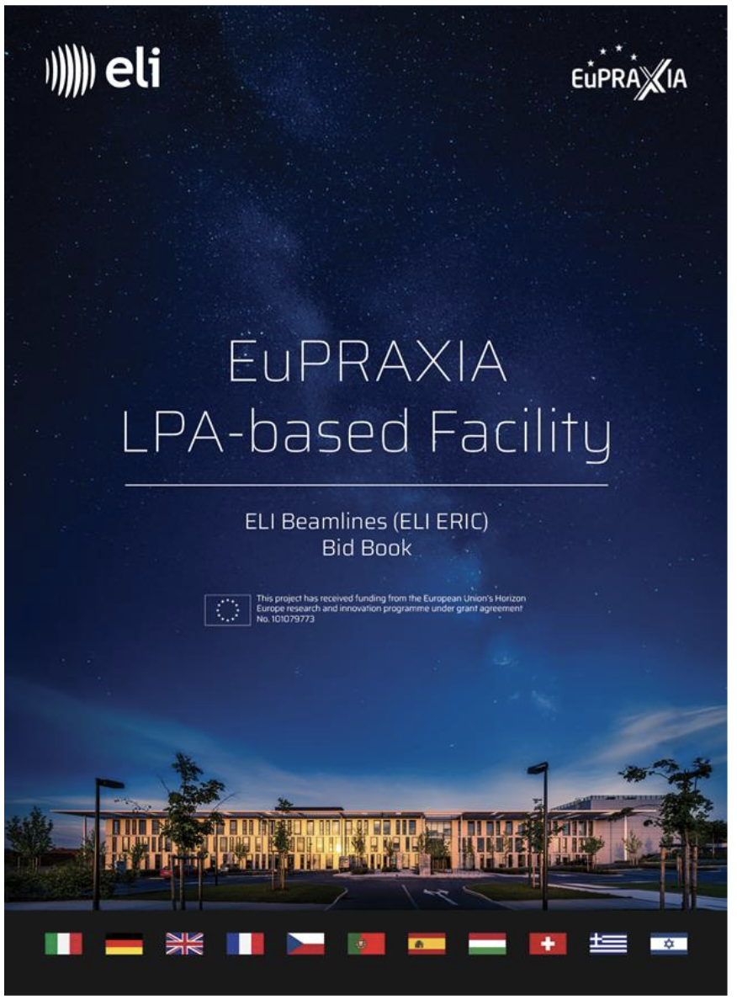 eli
EuPRAXIA
EuPRAXIA
LPA-based Facility
ELI Beamlines (ELI ERIC)
Bid Book
This project has received funding from the European Union's Horizon
Europe research and innovation programme under grant agreement
No. 101079773